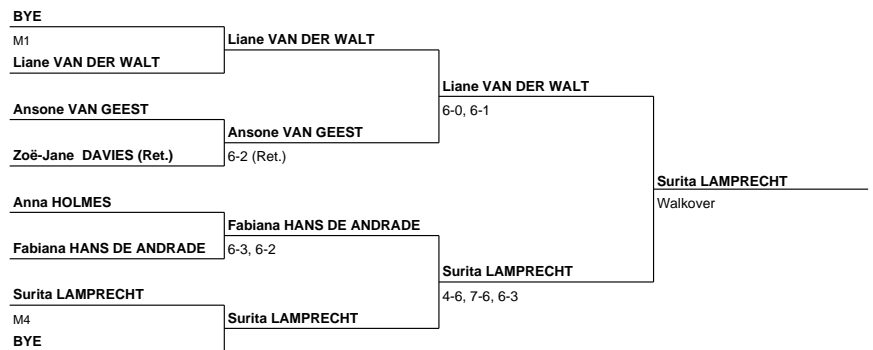 BYE
M1
Liane VAN DER WALT
Liane VAN DER WALT
Liane VAN DER WALT
6-0, 6-1
Ansone VAN GEEST
Ansone VAN GEEST
Zoë-Jane DAVIES (Ret.)
6-2 (Ret.)
Surita LAMPRECHT
Walkover
Anna HOLMES
Fabiana HANS DE ANDRADE
Fabiana HANS DE ANDRADE
6-3, 6-2
Surita LAMPRECHT
4-6, 7-6, 6-3
Surita LAMPRECHT
M4
Surita LAMPRECHT
BYE